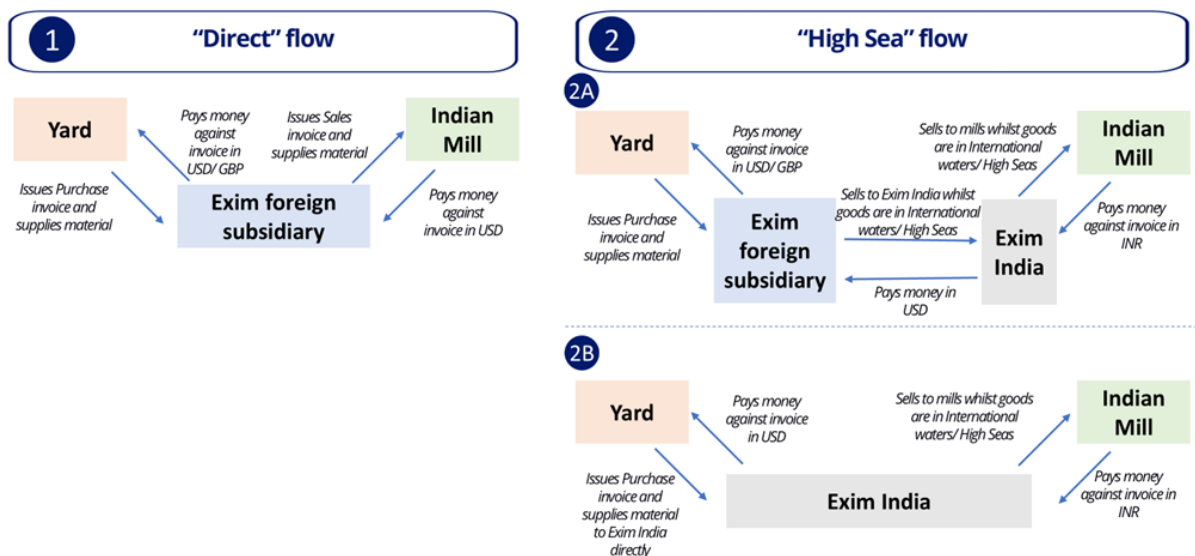 1
“Direct” flow
Yard
Pays money
against
invoice in
USD/ GBP
Issues Sales
invoice and
supplies material
Indian
Mill
Issues Purchase
invoice and
supplies material
Exim foreign
subsidiary
Pays money
against
invoice in USD
2
“High Sea” flow
2A
Yard
Pays money
against invoice
in USD/ GBP
Sells to mills whilst goods
are in International
waters/ High Seas
Indian
Mill
Issues Purchase
invoice and
supplies material
Exim
foreign
subsidiary
Sells to Exim India whilst
goods are in International
waters/ High Seas
Pays money in
USD
Exim
India
Pays money
against invoice in
INR
2B
Yard
Pays money
against invoice
in USD
Sells to mills whilst goods
are in International
waters/ High Seas
Indian
Mill
Issues Purchase
invoice and
supplies material
to Exim India
directly
Exim India
Pays money
against invoice in
INR